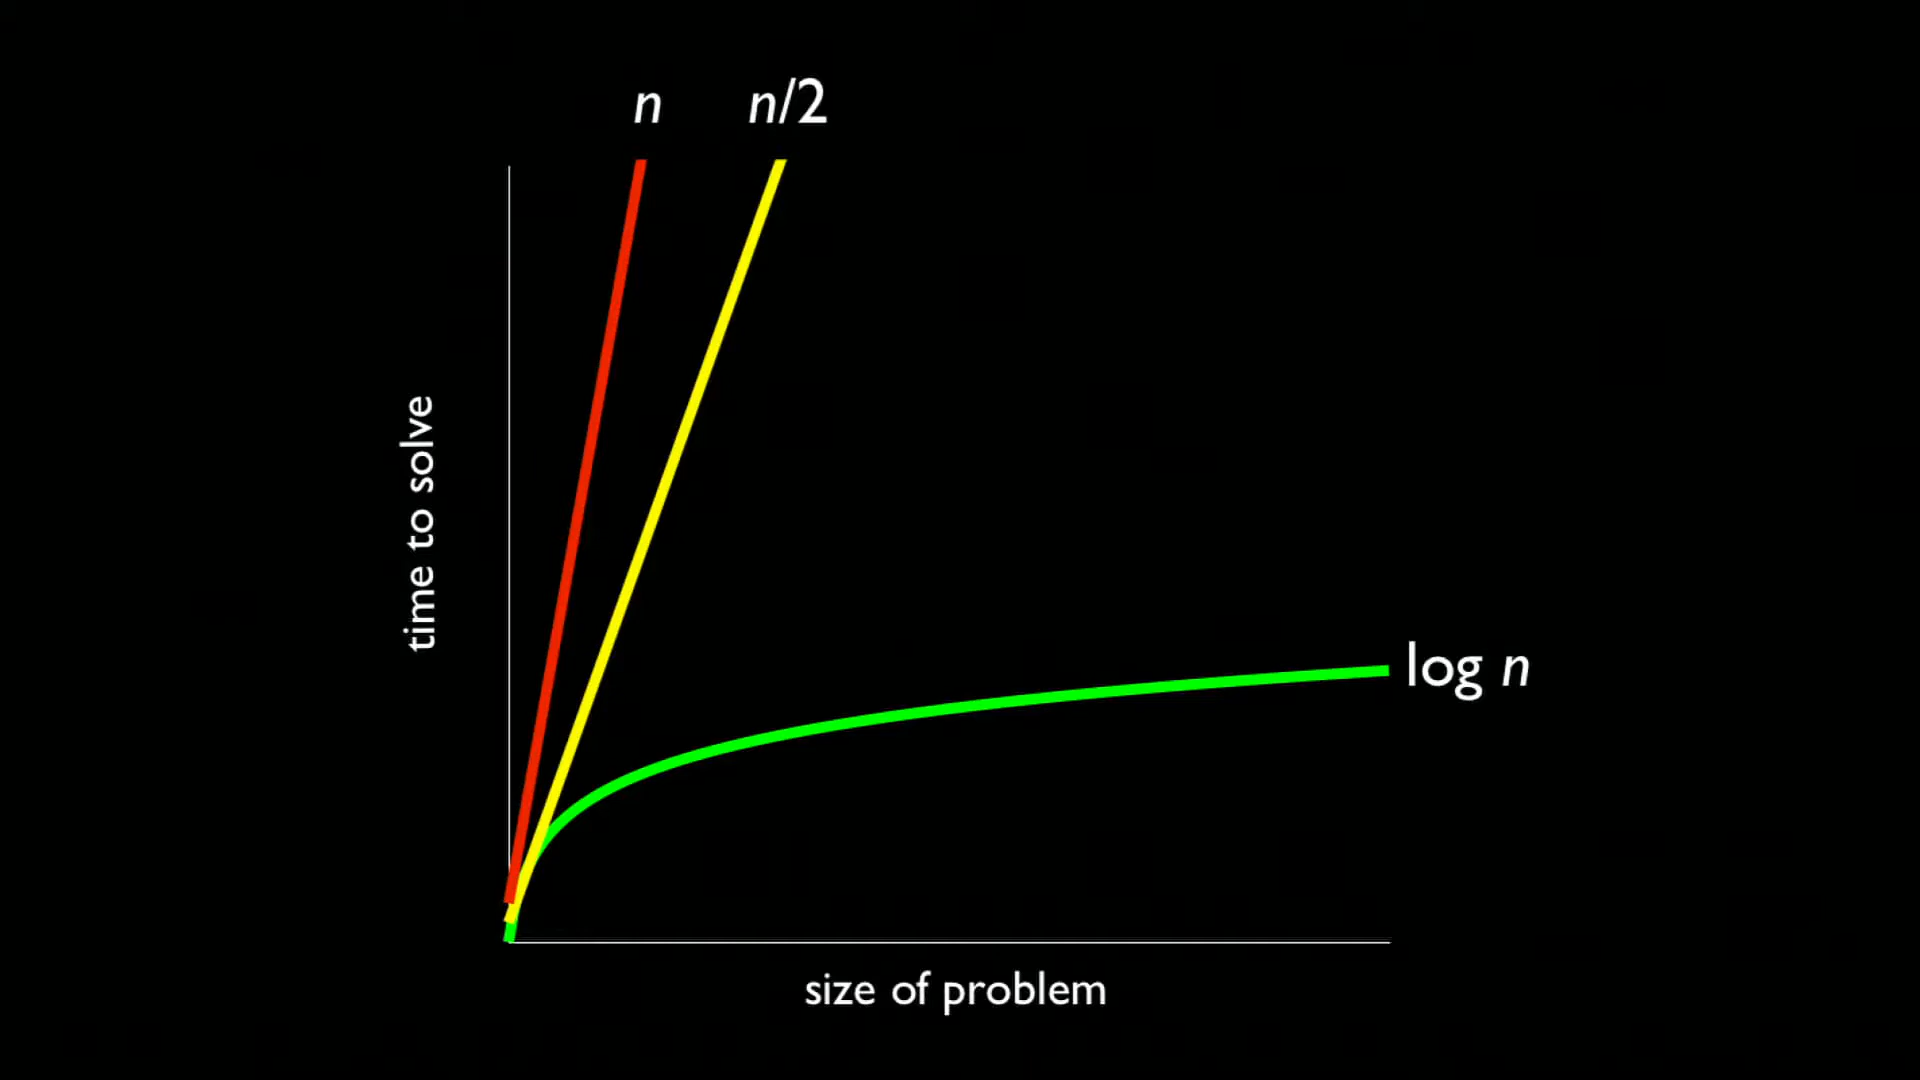 n
n/2
time to solve
log n
size of problem